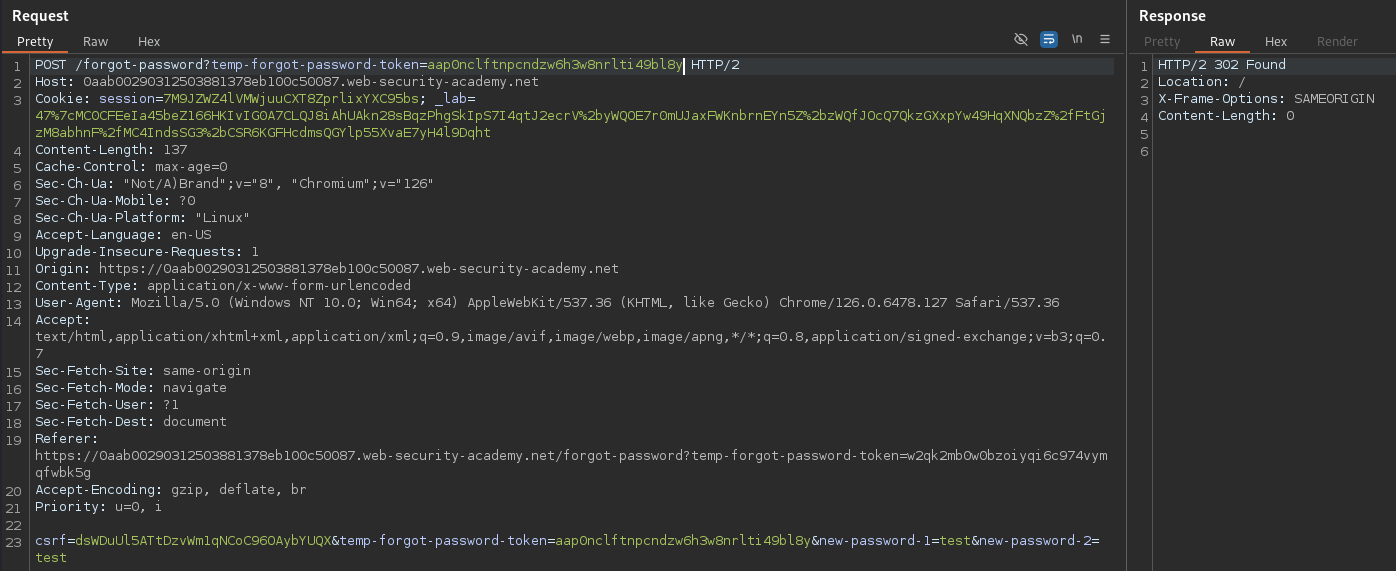 Request
Pretty Raw Hex
\n
1 POST /forgot-password?temp-forgot-password-token=aap0nclftnpcndzw6h3w8nrlti49bl8y HTTP/2
2 Host: 0aab00290312503881378eb100c50087.web-security-academy.net
3 Cookie: session=7M9JZWZ4lVMWjuuCXT8ZprlixYXC95bs; _lab=
47%7cMC0CFEeIa45beZ166HKIvIGOA7CLQJ8iAhUAkn28sBqzPhgSkIpS7I4qtJ2ecrV%2byWQ0E7r0mUJaxFWKnbrnEYn5Z%2bzWQfJ0cQ7QkzGXxpYw49HqXNQbzZ%2fFtGj
zM8abhnF%2fMC4IndsSG3%2bCSR6KGFHcdmsQGYlp55XvaE7yH4l9Dqht
4 Content-Length: 137
5 Cache-Control: max-age=0
6 Sec-Ch-Ua: "Not/A)Brand";v="8", "Chromium";v="126"
7 Sec-Ch-Ua-Mobile: ?0
8 Sec-Ch-Ua-Platform: "Linux"
9 Accept-Language: en-US
10 Upgrade-Insecure-Requests: 1
11 Origin: https://0aab00290312503881378eb100c50087.web-security-academy.net
12 Content-Type: application/x-www-form-urlencoded
13 User-Agent: Mozilla/5.0 (Windows NT 10.0; Win64; x64) AppleWebKit/537.36 (KHTML, like Gecko) Chrome/126.0.6478.127 Safari/537.36
14 Accept:
text/html,application/xhtml+xml,application/xml;q=0.9,image/avif,image/webp,image/apng,*/*;q=0.8,application/signed-exchange;v=b3;q=0.
7
15 Sec-Fetch-Site: same-origin
16 Sec-Fetch-Mode: navigate
17 Sec-Fetch-User: ?1
18 Sec-Fetch-Dest: document
19 Referer:
https://0aab00290312503881378eb100c50087.web-security-academy.net/forgot-password?temp-forgot-password-token=w2qk2mb0w0bzoiyqi6c974vym
qfwbk5g
20 Accept-Encoding: gzip, deflate, br
21 Priority: u=0, i
22
23 csrf=dsWDuUl5ATtDzvWm1qNCoC960AybYUQX&temp-forgot-password-token=aap0nclftnpcndzw6h3w8nrlti49bl8y&new-password-1=test&new-password-2=
test
Response
Pretty Raw Hex Render
1 HTTP/2 302 Found
2 Location: /
3 X-Frame-Options: SAMEORIGIN
4 Content-Length: 0
5
6